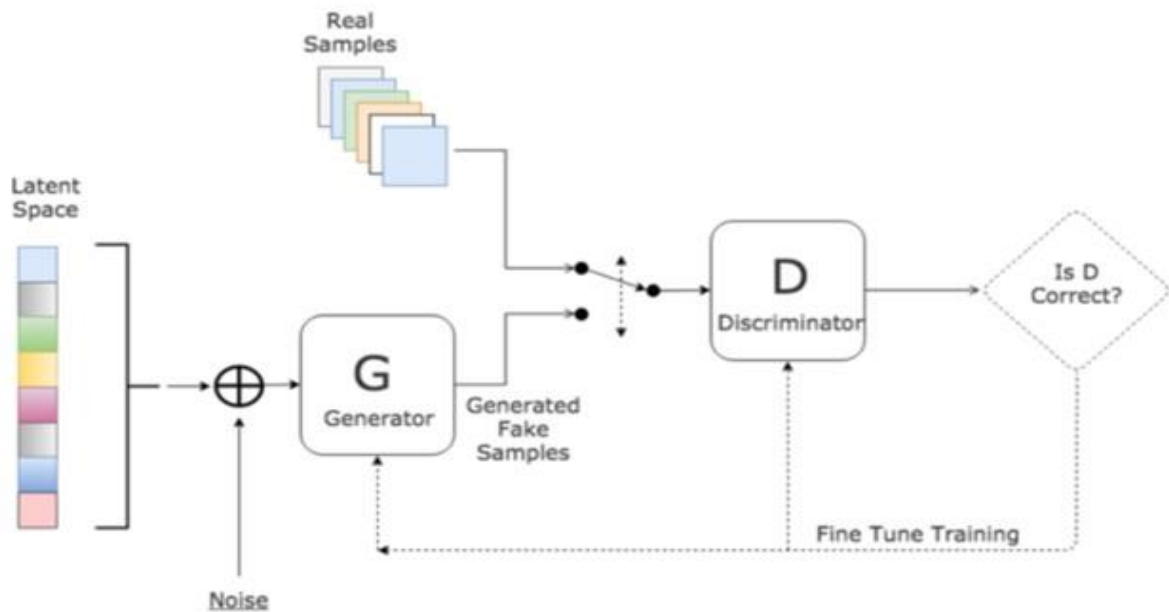 Real
Samples
Latent
Space
Is D
Correct?
D
Discriminator
G
Generator
Generated
Fake
Samples
Fine Tune Training
Noise